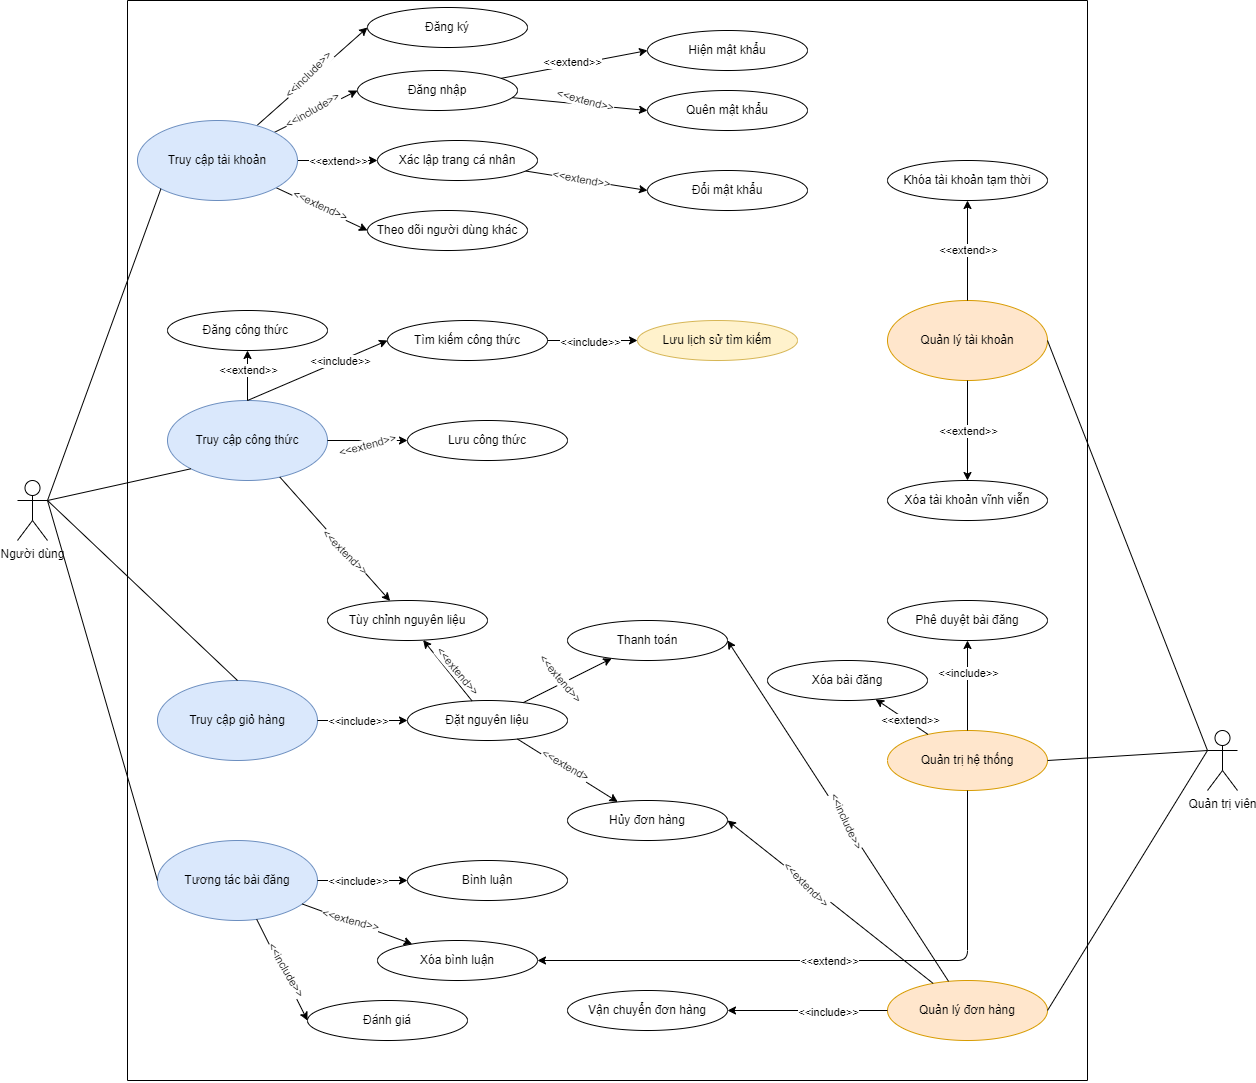 Đăng ký
<<include>>
Hiện mật khẩu
<<extend>>
Đăng nhập
<<include>>
<<extend>>
Quên mật khẩu
Truy cập tài khoản
<<extend>>
Xác lập trang cá nhân
<<extend>>
Đổi mật khẩu
<<extend>>
Theo dõi người dùng khác
Khóa tài khoản tạm thời
<<extend>>
Đăng công thức
<<extend>>
<<include>>
Tìm kiếm công thức
<<include>>
Lưu lịch sử tìm kiếm
Quản lý tài khoản
<<extend>>
Truy cập công thức
<<extend>>
Lưu công thức
Xóa tài khoản vĩnh viễn
Người dùng
<<extend>>
Tùy chỉnh nguyên liệu
<<extend>>
<<extend>>
Thanh toán
Phê duyệt bài đăng
<<include>>
Xóa bài đăng
<<extend>>
Truy cập giỏ hàng
<<include>>
Đặt nguyên liệu
Quản trị hệ thống
<<extend>
Hủy đơn hàng
<<include>>
Quản trị viên
<<extend>>
Tương tác bài đăng
<<include>>
Bình luận
<<extend>>
Xóa bình luận
<<extend>>
<<include>>
Đánh giá
Vận chuyển đơn hàng
<<include>>
Quản lý đơn hàng